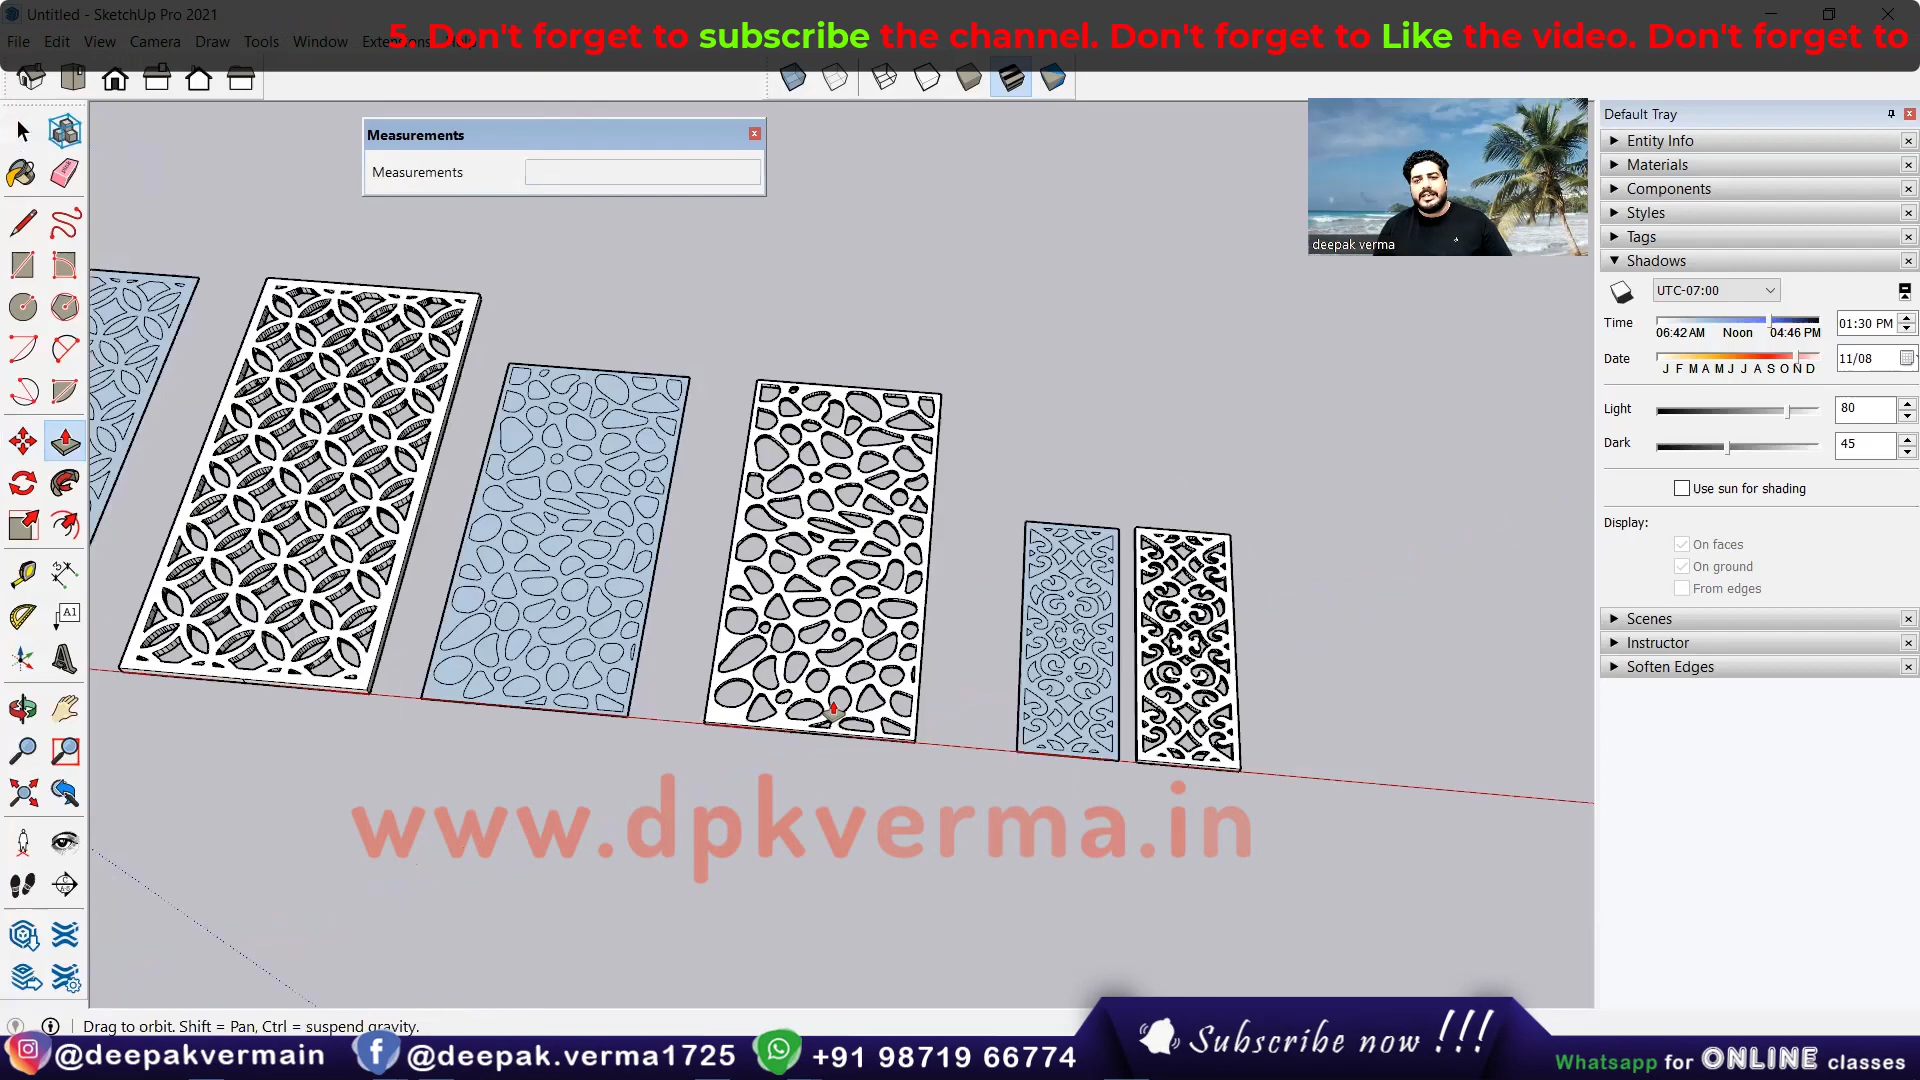 Untitled - SketchUp Pro 2021
5. Don't forget to subscribe the channel. Don't forget to Like the video. Don't forget to
File Edit View Camera Draw Tools Window Extensions
Measurements
Measurements
deepak verma
Default Tray
Entity Info
Materials
Components
Styles
Tags
Shadows
UTC-07:00
Time
06:42 AM Noon 04:46 PM
01:30 PM
Date
J F M A M J J A S O N D
11/08
Light
80
Dark
45
Use sun for shading
Display:
On faces
On ground
From edges
Scenes
Instructor
Soften Edges
A1
www.dpkverma.in
Drag to orbit. Shift = Pan, Ctrl = suspend gravity.
@deepakvermain @deepak.verma1725 +91 98719 66774
Subscribe now !!!
Whatsapp for ONLINE classes